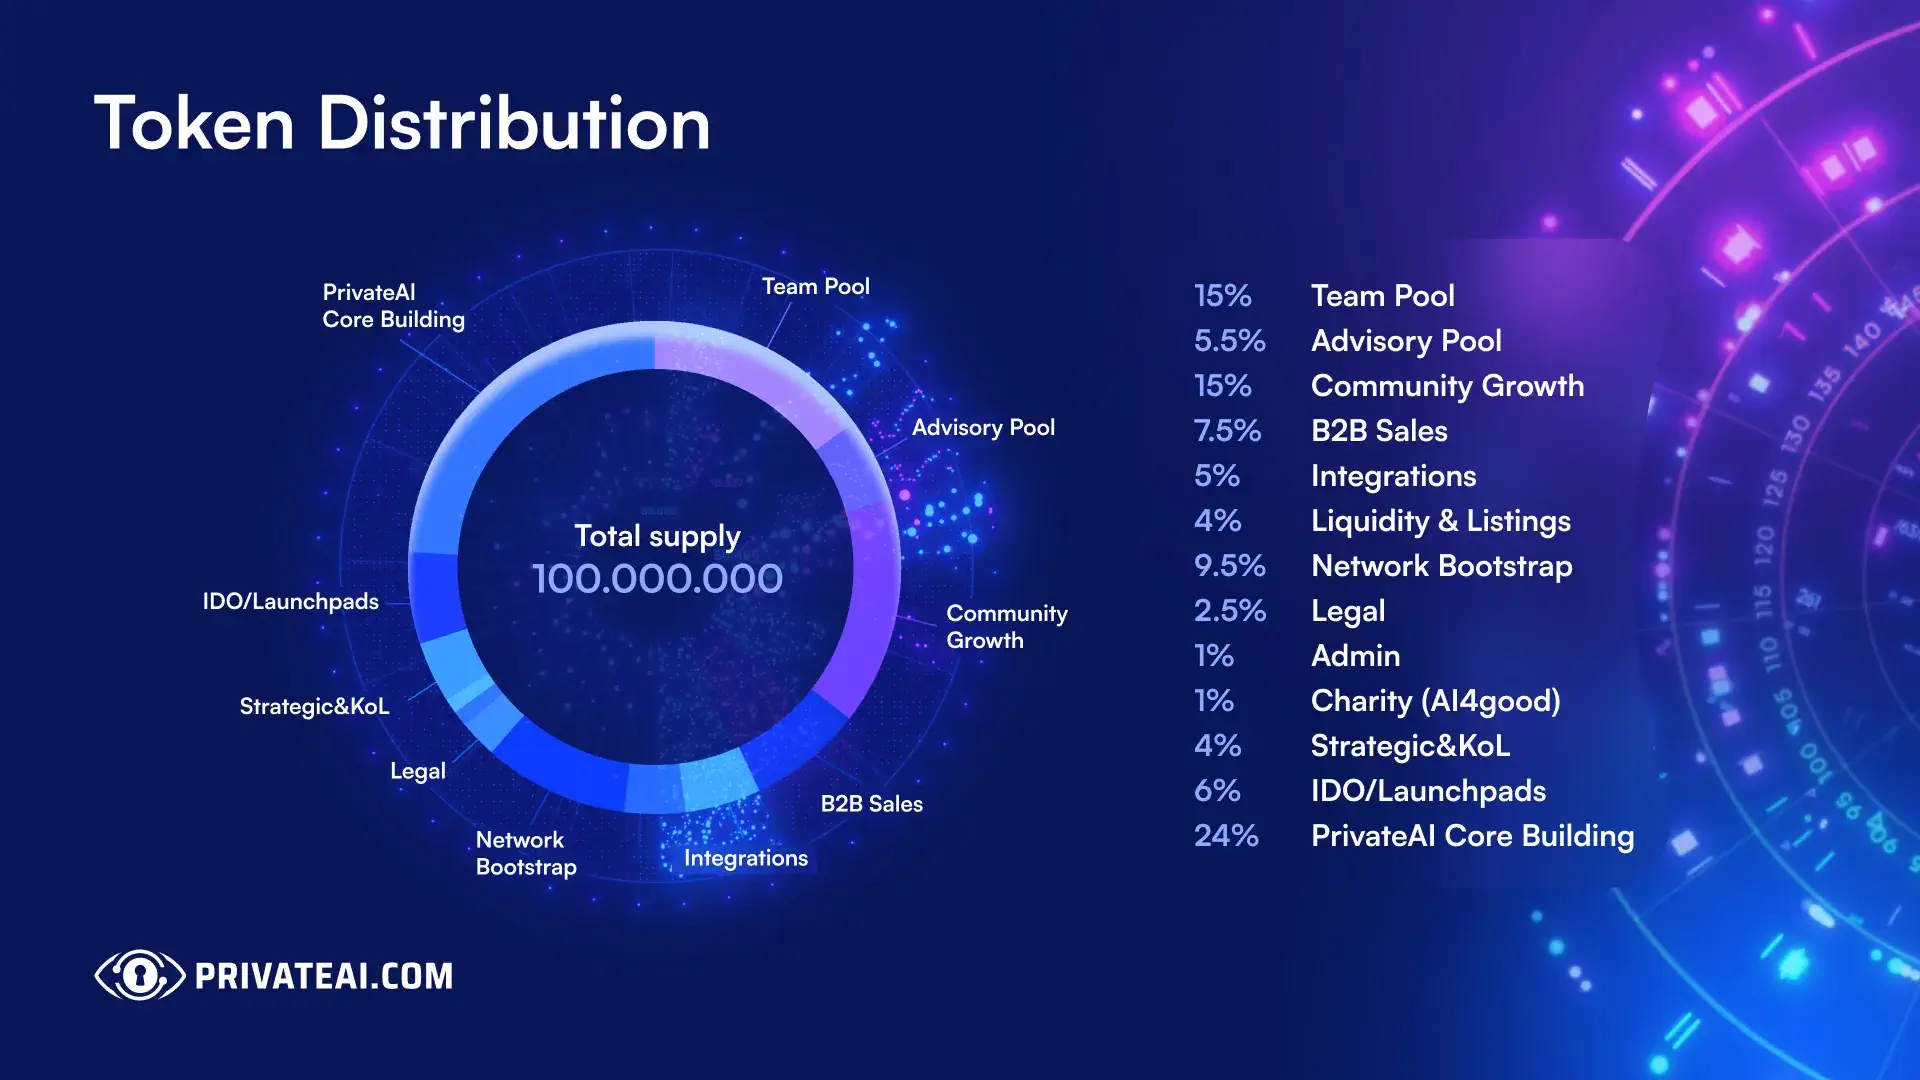 Token Distribution
PrivateAI
Core Building
Team Pool
Advisory Pool
Total supply
100.000.000
IDO/Launchpads
Community
Growth
Strategic&KoL
Legal
B2B Sales
Network
Bootstrap
Integrations
15% Team Pool
5.5% Advisory Pool
15% Community Growth
7.5% B2B Sales
5% Integrations
4% Liquidity & Listings
9.5% Network Bootstrap
2.5% Legal
1% Admin
1% Charity (AI4good)
4% Strategic&KoL
6% IDO/Launchpads
24% PrivateAI Core Building
140
135
130
125
120
115
110
100
95
90
PRIVATEAI.COM